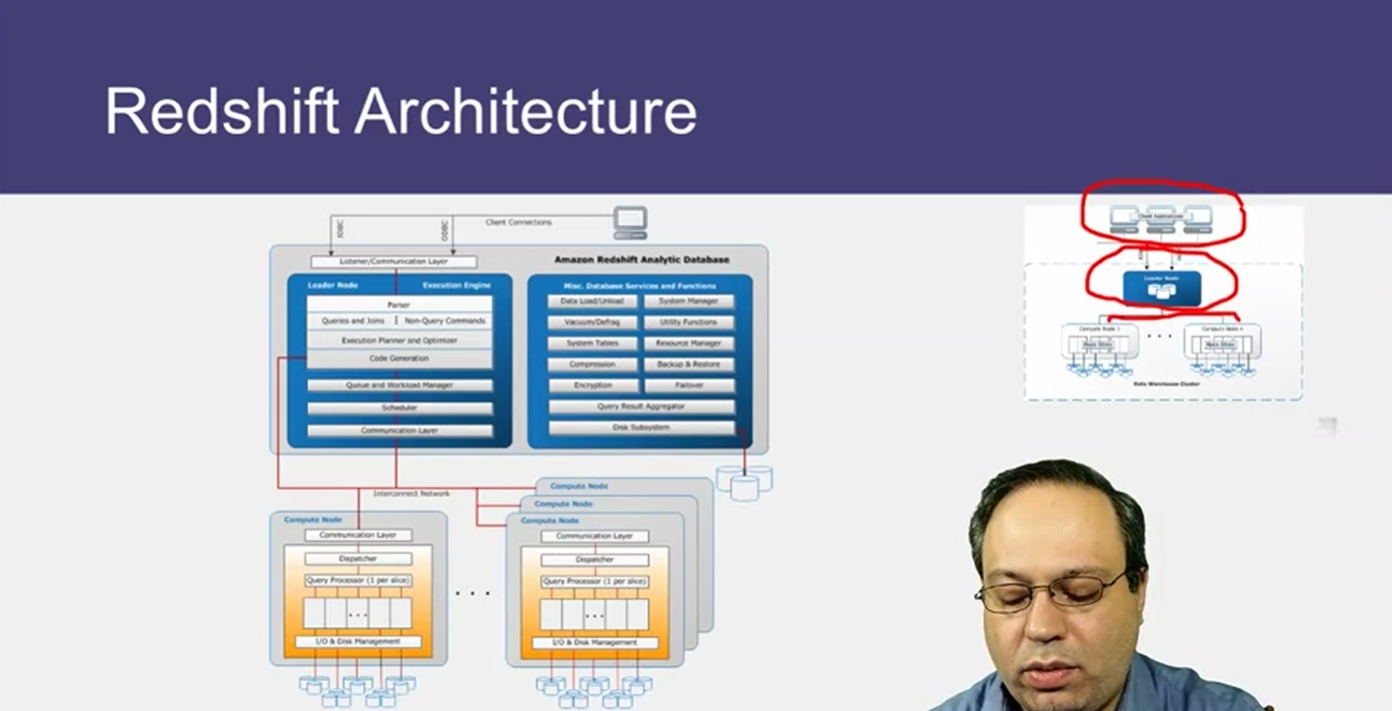 Redshift Architecture
Client Connections
JDBC
ODBC
Listener/Communication Layer
Amazon Redshift Analytic Database
Leader Node
Execution Engine
Parser
Queries and Joins
Non-Query Commands
Execution Planner and Optimizer
Code Generation
Queue and Workload Manager
Scheduler
Communication Layer
Misc. Database Services and Functions
Data Load/Unload
System Manager
Vacuum/Defrag
Utility Functions
System Tables
Resource Manager
Compression
Backup & Restore
Encryption
Failover
Query Result Aggregator
Disk Subsystem
Interconnect Network
Compute Node
Communication Layer
Dispatcher
Query Processor (1 per slice)
...
I/O & Disk Management
...
Compute Node
Compute Node
Compute Node
Communication Layer
Dispatcher
Query Processor (1 per slice)
...
I/O & Disk Management
Client Applications
Leader Node
Compute Node 1
Node Slices
...
Compute Node n
Node Slices
Data Warehouse Cluster